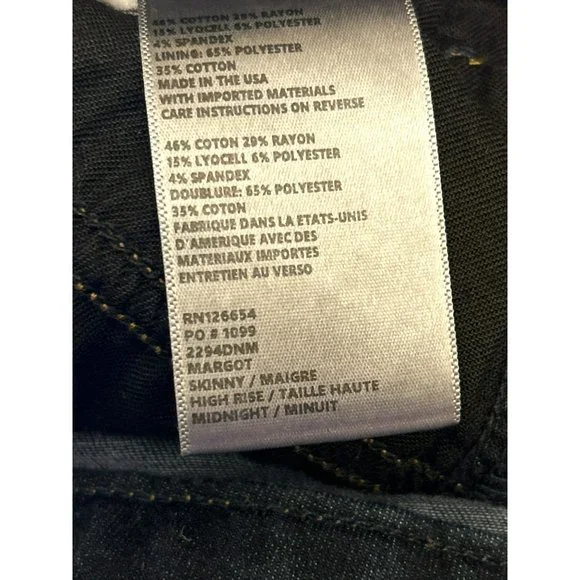 46% COTTON 29% RAYON
15% LYOCELL 6% POLYESTER
4% SPANDEX
LINING: 65% POLYESTER
35% COTTON
MADE IN THE USA
WITH IMPORTED MATERIALS
CARE INSTRUCTIONS ON REVERSE
46% COTON 29% RAYON
15% LYOCELL 6% POLYESTER
4% SPANDEX
DOUBLURE: 65% POLYESTER
35% COTON
FABRIQUE DANS LA ETATS-UNIS
D'AMERIQUE AVEC DES
MATERIAUX IMPORTES
ENTRETIEN AU VERSO
RN126654
PO # 1099
2294DNM
MARGOT
SKINNY / MAIGRE
HIGH RISE / TAILLE HAUTE
MIDNIGHT / MINUIT